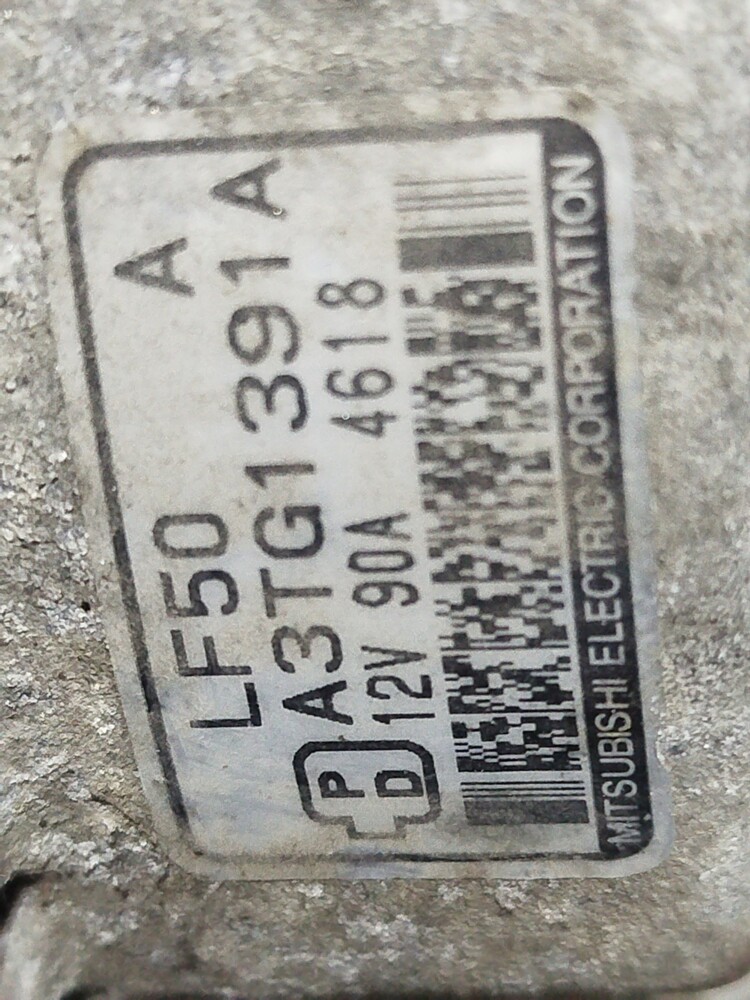 LF50 A
A3TG1391A
12V 90A 4618
P D
MITSUBISHI ELECTRIC CORPORATION